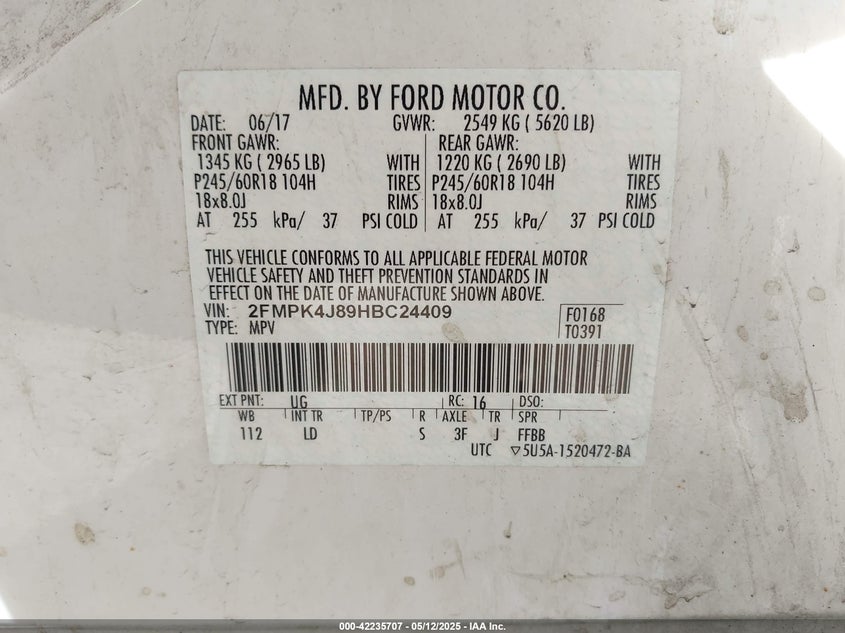 MFD. BY FORD MOTOR CO.
DATE: 06/17 GVWR: 2549 KG ( 5620 LB)
FRONT GAWR: REAR GAWR:
1345 KG ( 2965 LB) WITH 1220 KG ( 2690 LB) WITH
P245/60R18 104H TIRES P245/60R18 104H TIRES
18x8.0J RIMS 18x8.0J RIMS
AT 255 kPa/ 37 PSI COLD AT 255 kPa/ 37 PSI COLD
THIS VEHICLE CONFORMS TO ALL APPLICABLE FEDERAL MOTOR
VEHICLE SAFETY AND THEFT PREVENTION STANDARDS IN
EFFECT ON THE DATE OF MANUFACTURE SHOWN ABOVE.
VIN: 2FMPK4J89HBC24409 F0168
TYPE: MPV T0391
EXT PNT: UG RC: 16 DSO:
WB INT TR TP/PS R AXLE TR SPR
112 LD S 3F J FFBB
UTC ▽5U5A-1520472-BA
000-42235707 - 05/12/2025 - IAA Inc.